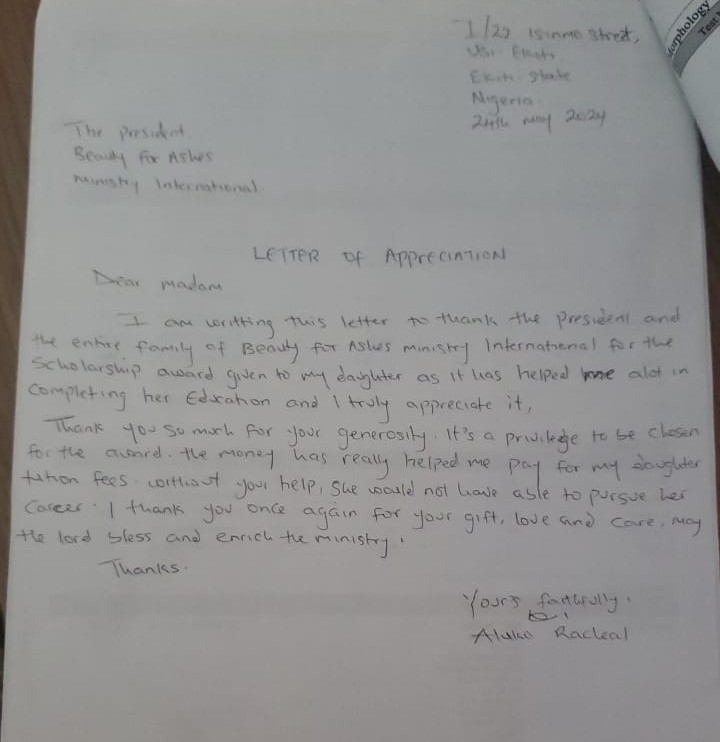 1/29 Isinmo street,
Usi Ekiti,
Ekiti State
Nigeria.
24th may 2024
The president
Beauty For Ashes
ministry International
LETTER OF APPRECIATION
Dear madam
I am writting this letter to thank the president and
the entire family of Beauty for Ashes ministry International for the
Scholarship award given to my daughter as it has helped me alot in
Completing her Education and I truly appreciate it,
Thank you so much for your generosity. It's a priviledge to be chosen
for the award. the money has really helped me pay for my daughter
tution fees. without your help, She would not have able to pursue her
Career. I thank you once again for your gift, love and care. may
the lord bless and enrich the ministry.
Thanks.
Yours faithfully.
Aluko Racheal
orphology
Test